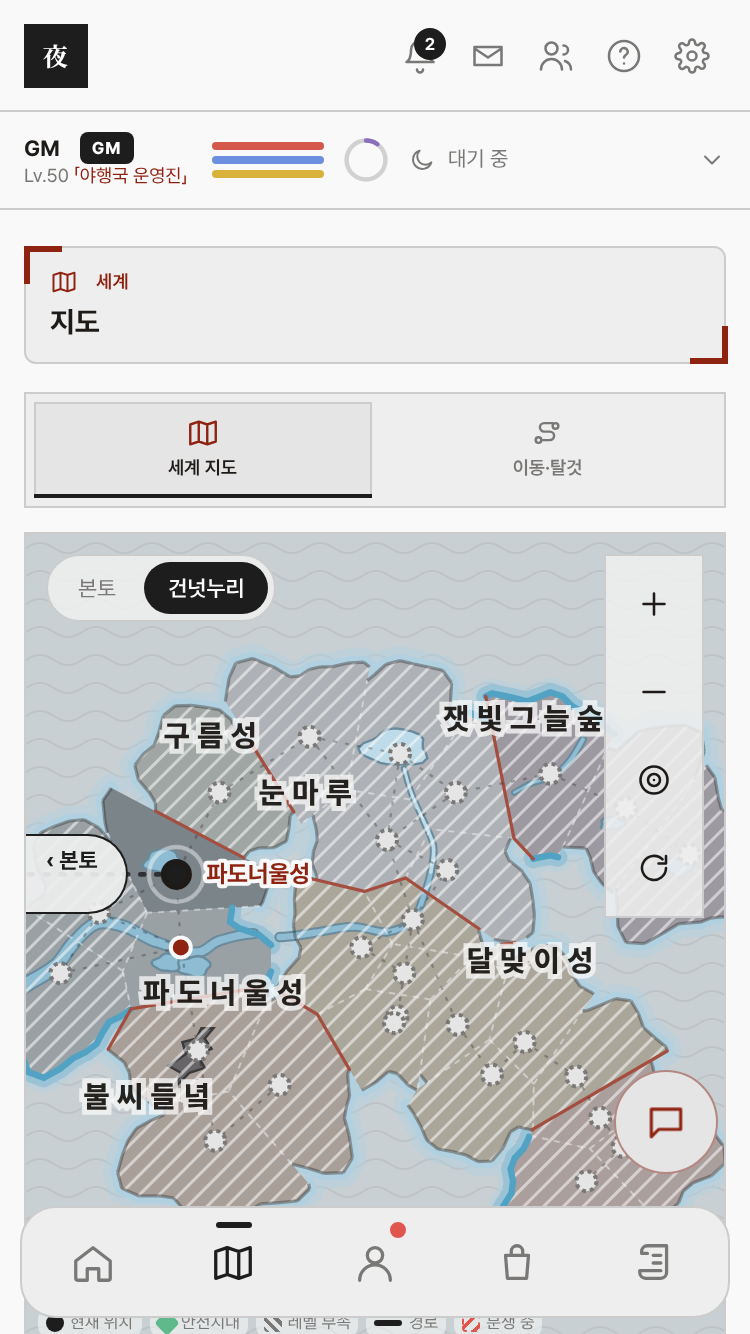 夜
2
GM
GM
Lv.50 「야행국 운영진」
대기 중
세계
지도
세계 지도
이동·탈것
본토
건넛누리
잿빛그늘숲
구름성
눈마루
‹ 본토
파도너울성
달맞이성
파도너울성
불씨들녘
현재 위치
안전지대
레벨 부족
경로
분쟁 중